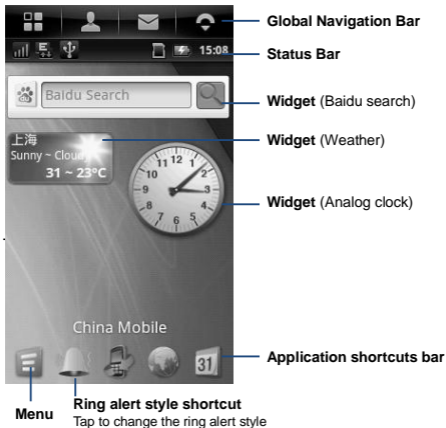 Global Navigation Bar
15:08
Status Bar
Baidu Search
Widget (Baidu search)
上海
Sunny ~ Cloudy
31 ~ 23°C
Widget (Weather)
12
1
2
3
4
5
6
7
8
9
10
11
Widget (Analog clock)
China Mobile
31
Application shortcuts bar
Menu
Ring alert style shortcut
Tap to change the ring alert style